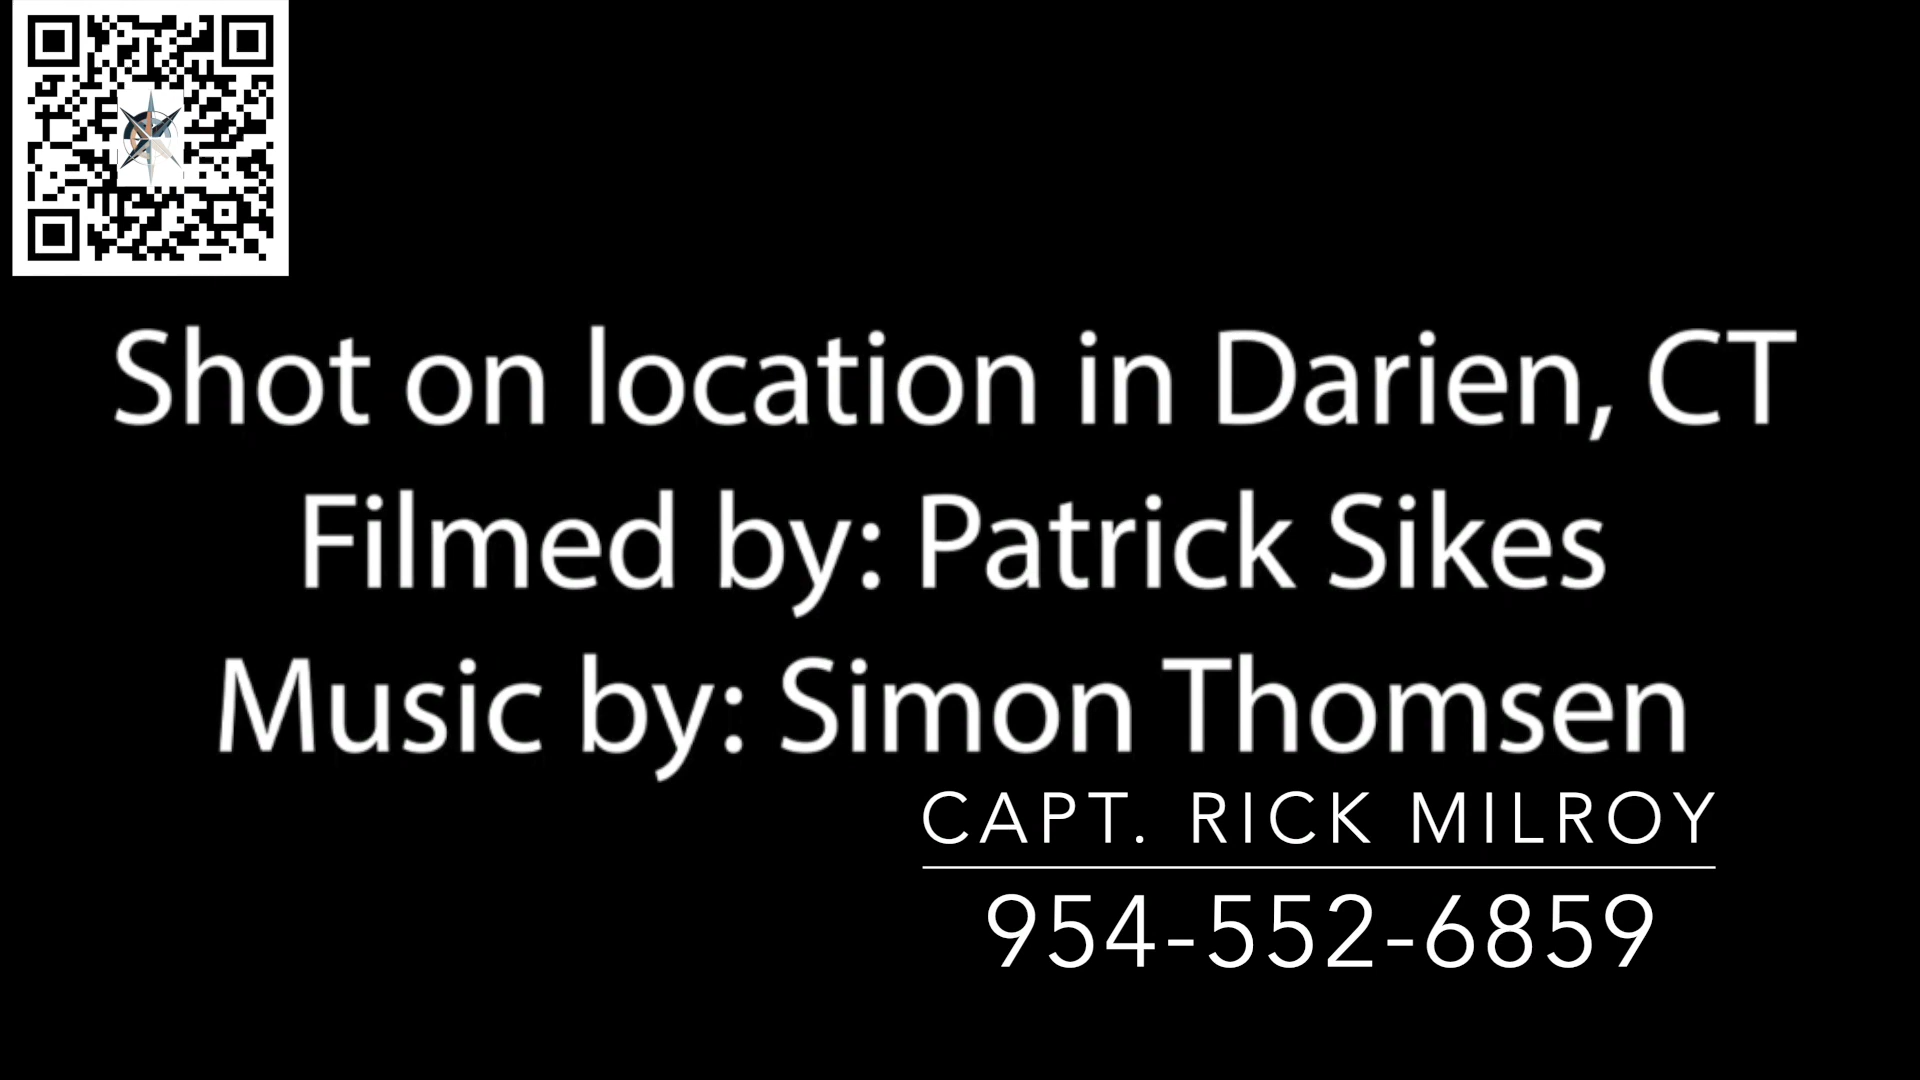 Shot on location in Darien, CT
Filmed by: Patrick Sikes
Music by: Simon Thomsen
CAPT. RICK MILROY
954-552-6859